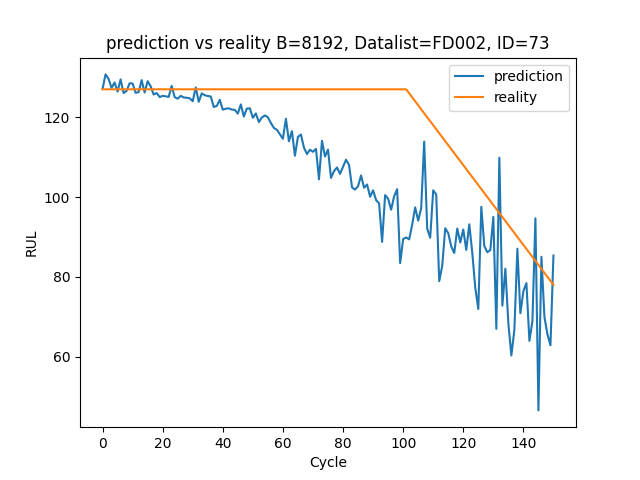 prediction vs reality B=8192, Datalist=FD002, ID=73
prediction
reality
120
100
80
60
RUL
0 20 40 60 80 100 120 140
Cycle